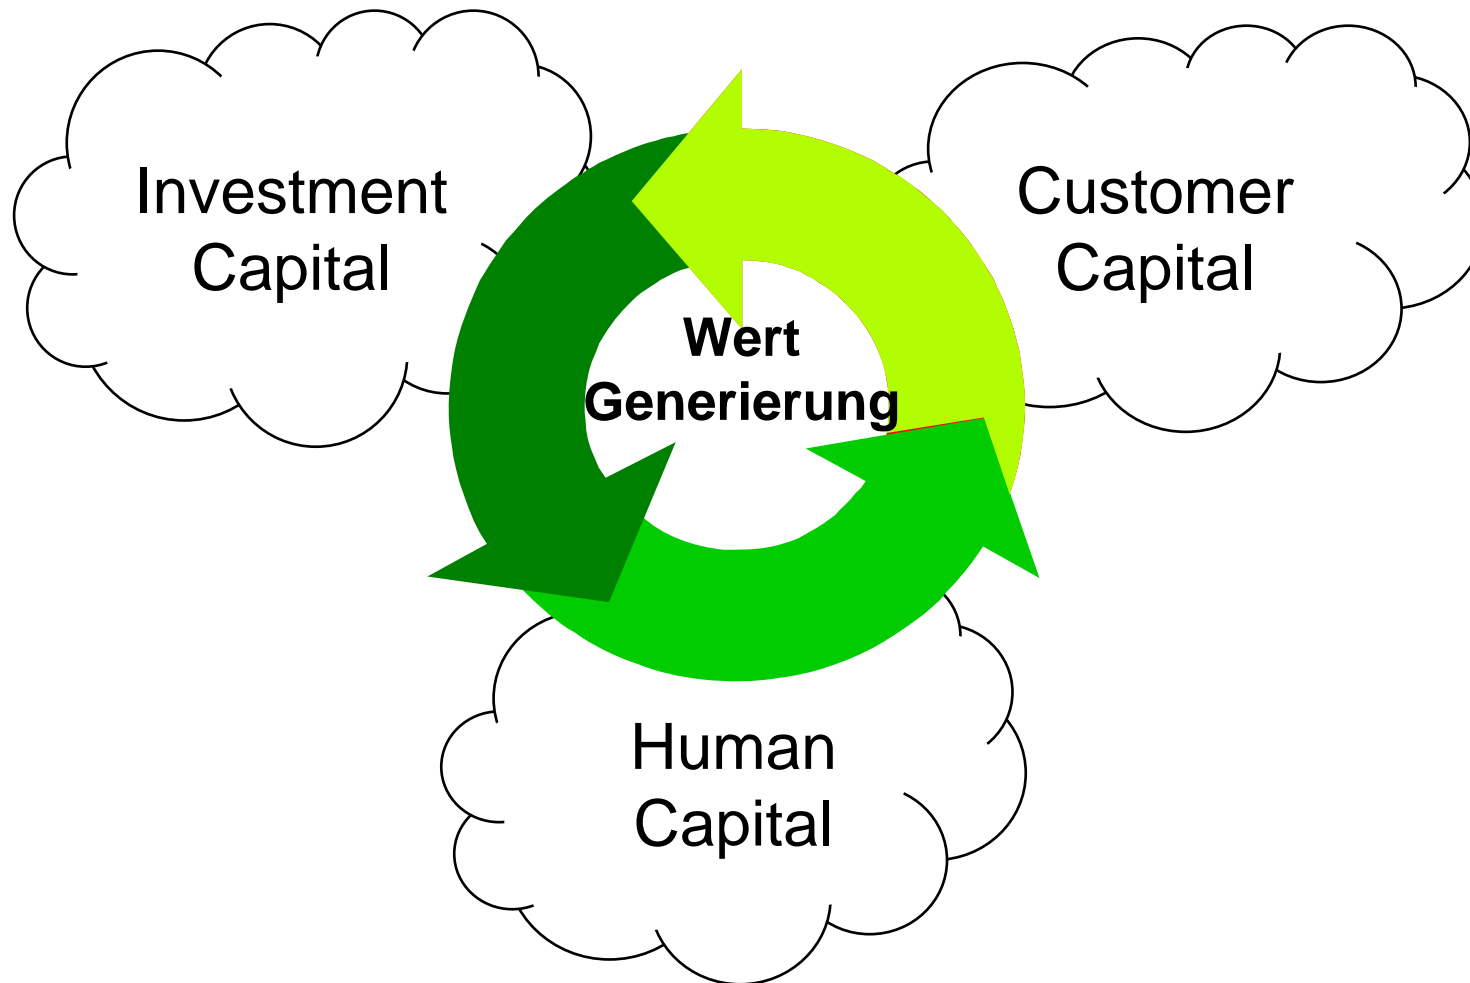 Investment
Capital
Customer
Capital
Wert
Generierung
Human
Capital